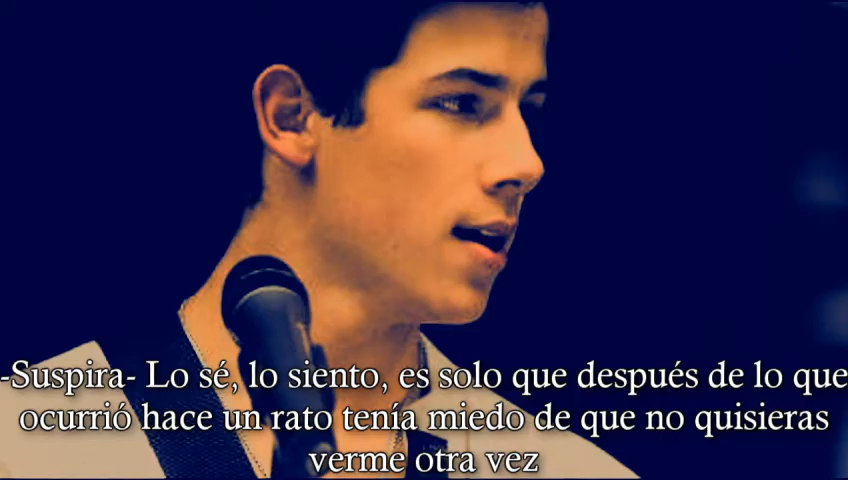 -Suspira- Lo sé, lo siento, es solo que después de lo que
ocurrió hace un rato tenía miedo de que no quisieras
verme otra vez